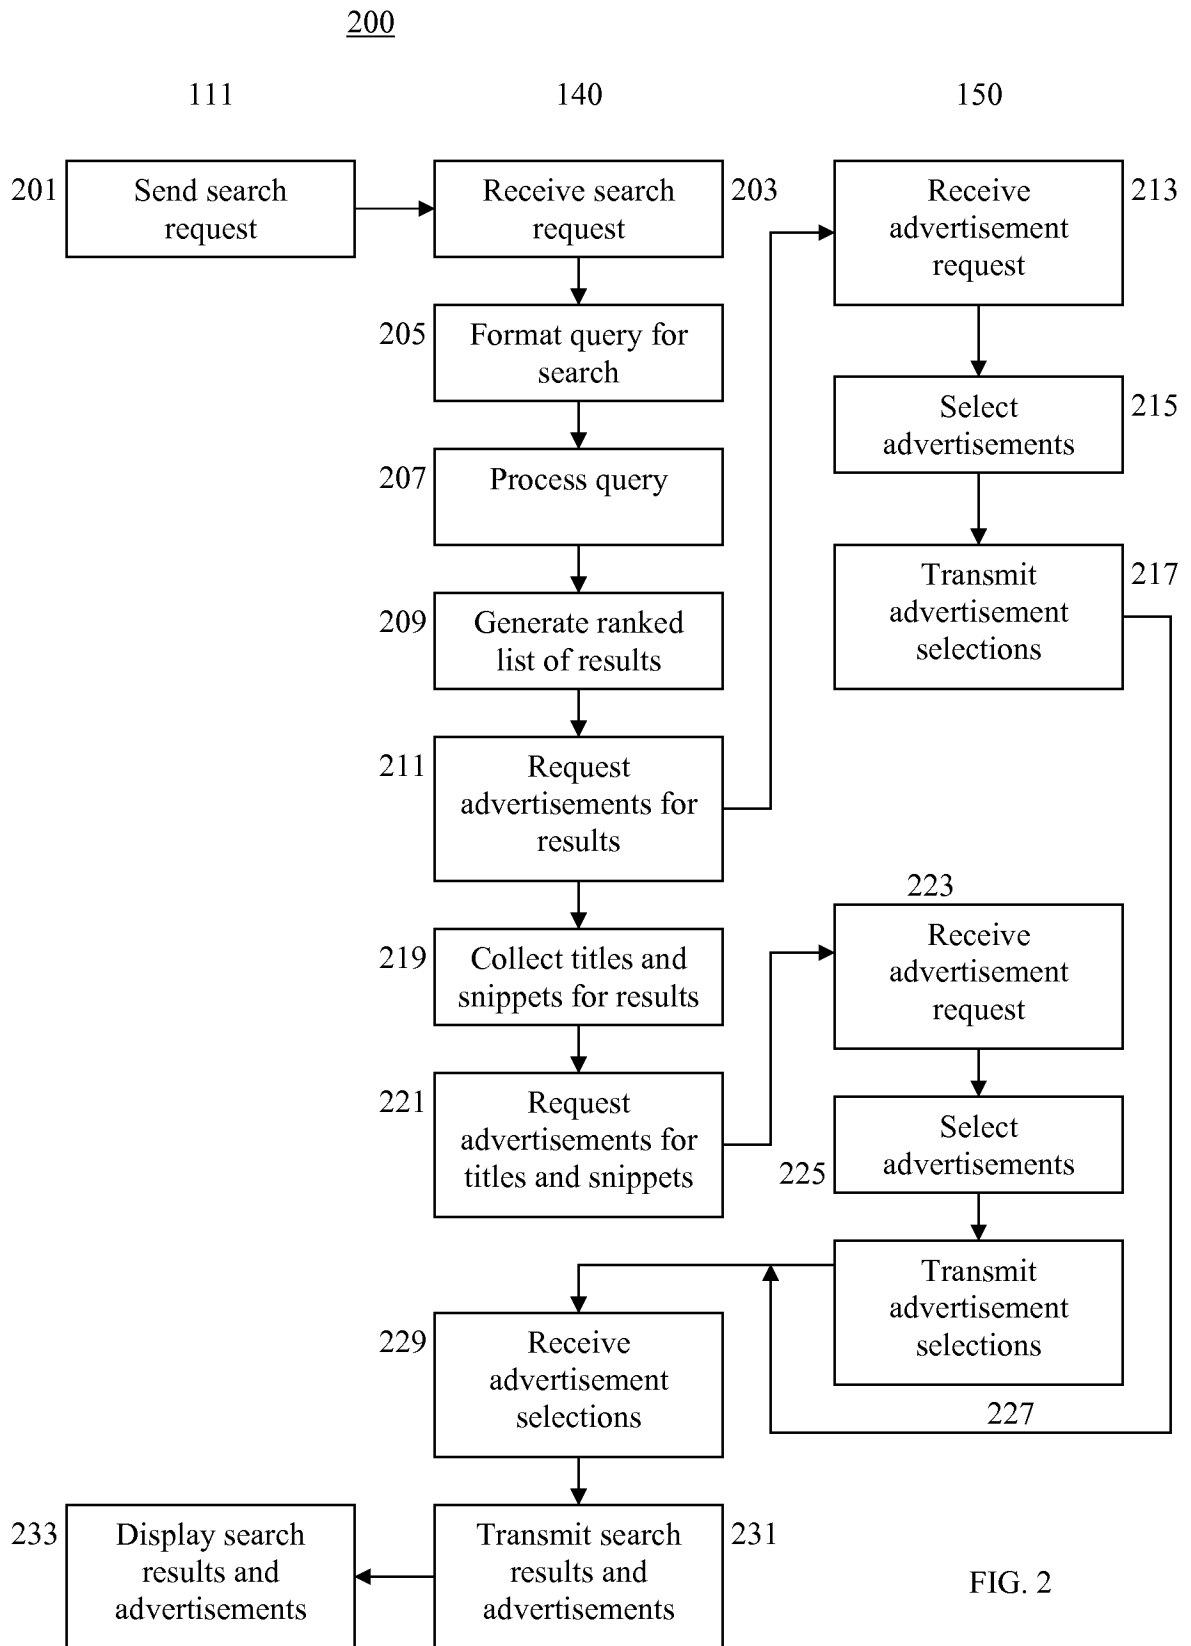 200
111
140
150
201
Send search
request
Receive search
request
203
Receive
advertisement
request
213
205
Format query for
search
Select
advertisements
215
207
Process query
Transmit
advertisement
selections
217
209
Generate ranked
list of results
211
Request
advertisements for
results
223
Receive
advertisement
request
219
Collect titles and
snippets for results
221
Request
advertisements for
titles and snippets
Select
advertisements
225
Transmit
advertisement
selections
227
229
Receive
advertisement
selections
233
Display search
results and
advertisements
Transmit search
results and
advertisements
231
FIG. 2